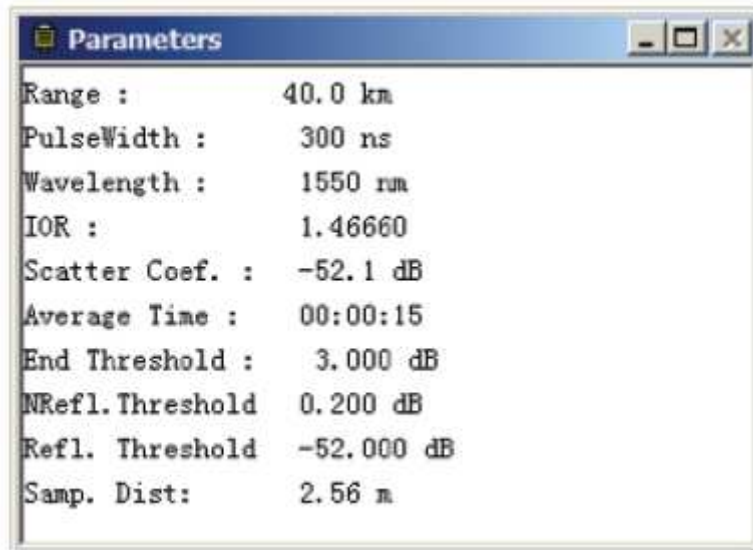 Parameters
Range : 40.0 km
PulseWidth : 300 ns
Wavelength : 1550 nm
IOR : 1.46660
Scatter Coef. : -52.1 dB
Average Time : 00:00:15
End Threshold : 3.000 dB
NRefl.Threshold 0.200 dB
Refl. Threshold -52.000 dB
Samp. Dist: 2.56 m